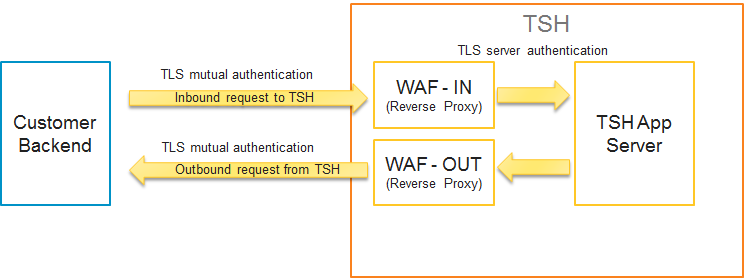 TSH
TLS server authentication
TLS mutual authentication
Inbound request to TSH
WAF - IN
(Reverse Proxy)
Customer
Backend
TSH App
Server
TLS mutual authentication
Outbound request from TSH
WAF - OUT
(Reverse Proxy)